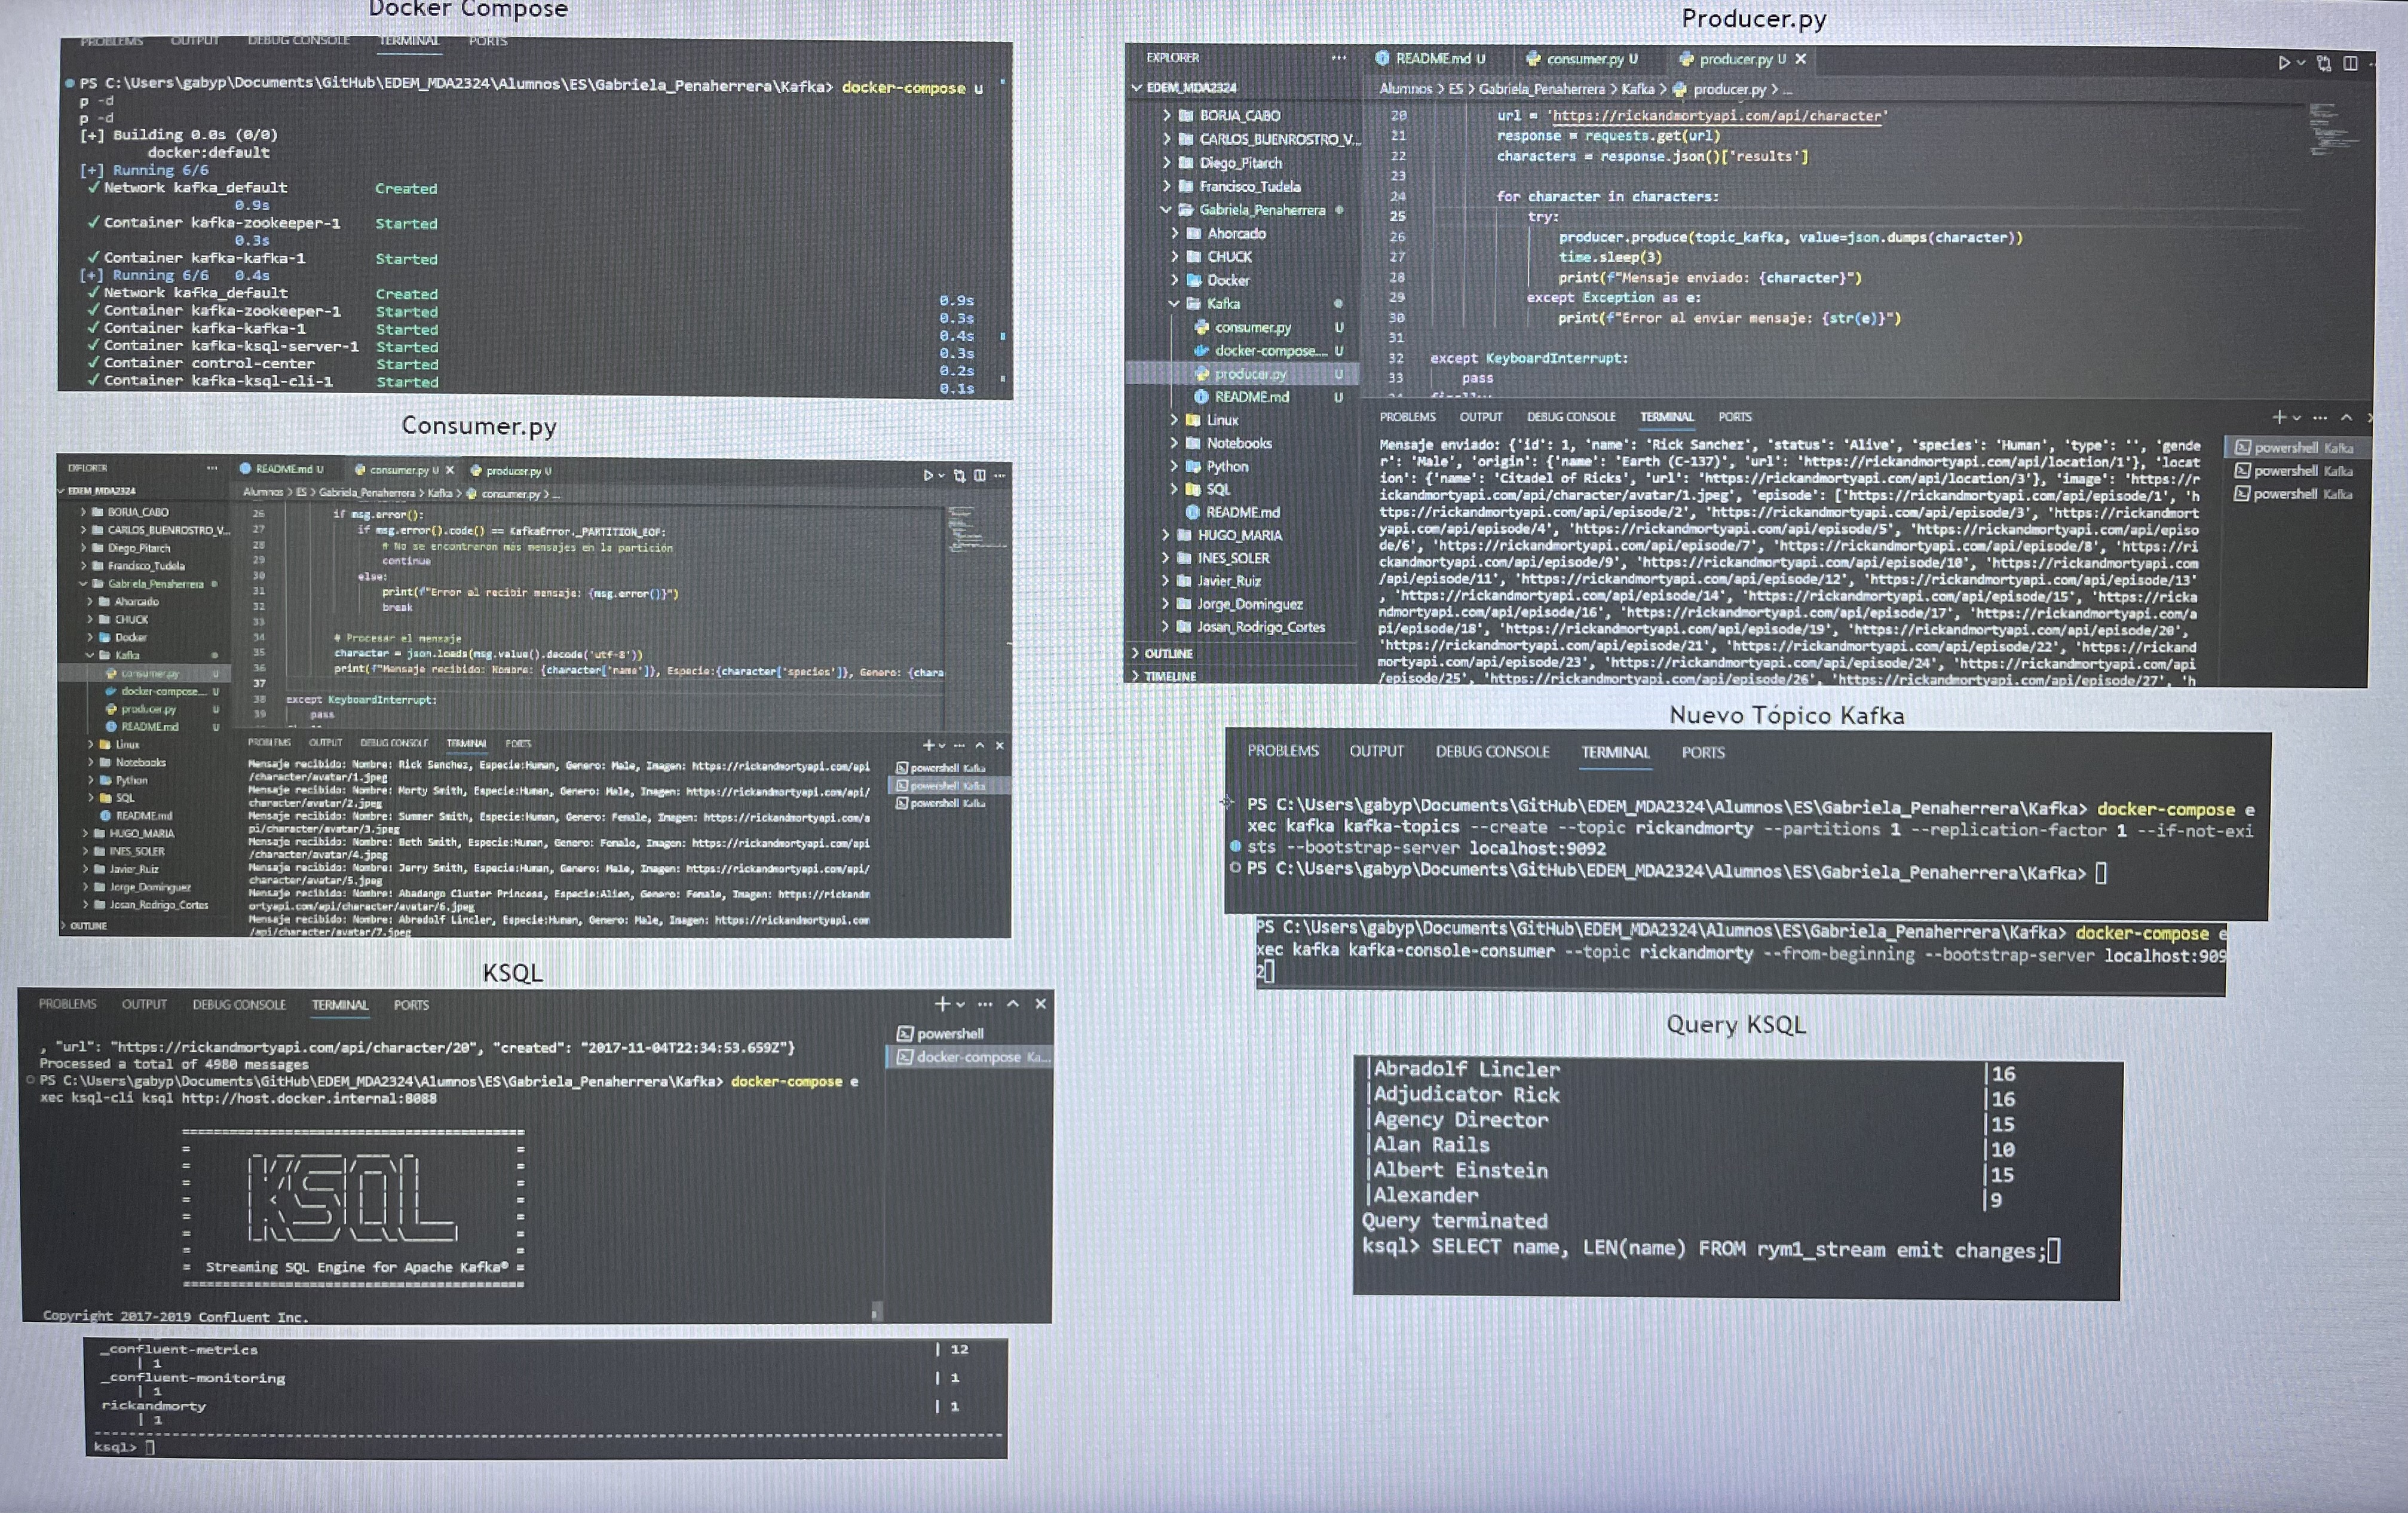 Docker Compose
PROBLEMS OUTPUT DEBUG CONSOLE TERMINAL PORTS
PS C:\Users\gabyp\Documents\GitHub\EDEM_MDA2324\Alumnos\ES\Gabriela_Penaherrera\Kafka> docker-compose u
p -d
p -d
[+] Building 0.0s (0/0)
docker:default
[+] Running 6/6
✓ Network kafka_default Created
0.9s
✓ Container kafka-zookeeper-1 Started
0.3s
✓ Container kafka-kafka-1 Started
[+] Running 6/6 0.4s
✓ Network kafka_default Created 0.9s
✓ Container kafka-zookeeper-1 Started 0.3s
✓ Container kafka-kafka-1 Started 0.4s
✓ Container kafka-ksql-server-1 Started 0.3s
✓ Container control-center Started 0.2s
✓ Container kafka-ksql-cli-1 Started 0.1s
Consumer.py
EXPLORER ··· README.md U consumer.py U × producer.py U
EDEM_MDA2324
Alumnos > ES > Gabriela_Penaherrera > Kafka > consumer.py > ...
BORJA_CABO
CARLOS_BUENROSTRO_V...
Diego_Pitarch
Francisco_Tudela
Gabriela_Penaherrera
Ahorcado
CHUCK
Docker
Kafka
consumer.py U
docker-compose.... U
producer.py U
README.md U
Linux
Notebooks
Python
SQL
README.md
HUGO_MARIA
INES_SOLER
Javier_Ruiz
Jorge_Dominguez
Josan_Rodrigo_Cortes
OUTLINE
26 if msg.error():
27 if msg.error().code() == KafkaError._PARTITION_EOF:
28 # No se encontraron más mensajes en la partición
29 continue
30 else:
31 print(f"Error al recibir mensaje: {msg.error()}")
32 break
33
34 # Procesar el mensaje
35 character = json.loads(msg.value().decode('utf-8'))
36 print(f"Mensaje recibido: Nombre: {character['name']}, Especie:{character['species']}, Genero: {chara
37
38 except KeyboardInterrupt:
39 pass
PROBLEMS OUTPUT DEBUG CONSOLE TERMINAL PORTS
Mensaje recibido: Nombre: Rick Sanchez, Especie:Human, Genero: Male, Imagen: https://rickandmortyapi.com/api
/character/avatar/1.jpeg
Mensaje recibido: Nombre: Morty Smith, Especie:Human, Genero: Male, Imagen: https://rickandmortyapi.com/api/
character/avatar/2.jpeg
Mensaje recibido: Nombre: Summer Smith, Especie:Human, Genero: Female, Imagen: https://rickandmortyapi.com/a
pi/character/avatar/3.jpeg
Mensaje recibido: Nombre: Beth Smith, Especie:Human, Genero: Female, Imagen: https://rickandmortyapi.com/api
/character/avatar/4.jpeg
Mensaje recibido: Nombre: Jerry Smith, Especie:Human, Genero: Male, Imagen: https://rickandmortyapi.com/api/
character/avatar/5.jpeg
Mensaje recibido: Nombre: Abadango Cluster Princess, Especie:Alien, Genero: Female, Imagen: https://rickandm
ortyapi.com/api/character/avatar/6.jpeg
Mensaje recibido: Nombre: Abradolf Lincler, Especie:Human, Genero: Male, Imagen: https://rickandmortyapi.com
/api/character/avatar/7.jpeg
powershell Kafka
powershell Kafka
powershell Kafka
KSQL
PROBLEMS OUTPUT DEBUG CONSOLE TERMINAL PORTS
, "url": "https://rickandmortyapi.com/api/character/20", "created": "2017-11-04T22:34:53.659Z"}
Processed a total of 4980 messages
PS C:\Users\gabyp\Documents\GitHub\EDEM_MDA2324\Alumnos\ES\Gabriela_Penaherrera\Kafka> docker-compose e
xec ksql-cli ksql http://host.docker.internal:8088
powershell
docker-compose Ka...
KSQL
= Streaming SQL Engine for Apache Kafka® =
Copyright 2017-2019 Confluent Inc.
_confluent-metrics | 12
| 1
_confluent-monitoring | 1
| 1
rickandmorty | 1
| 1
ksql>
Producer.py
EXPLORER ··· README.md U consumer.py U producer.py U ×
EDEM_MDA2324
Alumnos > ES > Gabriela_Penaherrera > Kafka > producer.py > ...
BORJA_CABO
CARLOS_BUENROSTRO_V...
Diego_Pitarch
Francisco_Tudela
Gabriela_Penaherrera
Ahorcado
CHUCK
Docker
Kafka
consumer.py U
docker-compose.... U
producer.py U
README.md U
Linux
Notebooks
Python
SQL
README.md
HUGO_MARIA
INES_SOLER
Javier_Ruiz
Jorge_Dominguez
Josan_Rodrigo_Cortes
OUTLINE
TIMELINE
20 url = 'https://rickandmortyapi.com/api/character'
21 response = requests.get(url)
22 characters = response.json()['results']
23
24 for character in characters:
25 try:
26 producer.produce(topic_kafka, value=json.dumps(character))
27 time.sleep(3)
28 print(f"Mensaje enviado: {character}")
29 except Exception as e:
30 print(f"Error al enviar mensaje: {str(e)}")
31
32 except KeyboardInterrupt:
33 pass
PROBLEMS OUTPUT DEBUG CONSOLE TERMINAL PORTS
Mensaje enviado: {'id': 1, 'name': 'Rick Sanchez', 'status': 'Alive', 'species': 'Human', 'type': '', 'gende
r': 'Male', 'origin': {'name': 'Earth (C-137)', 'url': 'https://rickandmortyapi.com/api/location/1'}, 'locat
ion': {'name': 'Citadel of Ricks', 'url': 'https://rickandmortyapi.com/api/location/3'}, 'image': 'https://r
ickandmortyapi.com/api/character/avatar/1.jpeg', 'episode': ['https://rickandmortyapi.com/api/episode/1', 'h
ttps://rickandmortyapi.com/api/episode/2', 'https://rickandmortyapi.com/api/episode/3', 'https://rickandmort
yapi.com/api/episode/4', 'https://rickandmortyapi.com/api/episode/5', 'https://rickandmortyapi.com/api/episo
de/6', 'https://rickandmortyapi.com/api/episode/7', 'https://rickandmortyapi.com/api/episode/8', 'https://ri
ckandmortyapi.com/api/episode/9', 'https://rickandmortyapi.com/api/episode/10', 'https://rickandmortyapi.com
/api/episode/11', 'https://rickandmortyapi.com/api/episode/12', 'https://rickandmortyapi.com/api/episode/13'
, 'https://rickandmortyapi.com/api/episode/14', 'https://rickandmortyapi.com/api/episode/15', 'https://ricka
ndmortyapi.com/api/episode/16', 'https://rickandmortyapi.com/api/episode/17', 'https://rickandmortyapi.com/a
pi/episode/18', 'https://rickandmortyapi.com/api/episode/19', 'https://rickandmortyapi.com/api/episode/20',
'https://rickandmortyapi.com/api/episode/21', 'https://rickandmortyapi.com/api/episode/22', 'https://rickand
mortyapi.com/api/episode/23', 'https://rickandmortyapi.com/api/episode/24', 'https://rickandmortyapi.com/api
/episode/25', 'https://rickandmortyapi.com/api/episode/26', 'https://rickandmortyapi.com/api/episode/27', 'h
powershell Kafka
powershell Kafka
powershell Kafka
Nuevo Tópico Kafka
PROBLEMS OUTPUT DEBUG CONSOLE TERMINAL PORTS
PS C:\Users\gabyp\Documents\GitHub\EDEM_MDA2324\Alumnos\ES\Gabriela_Penaherrera\Kafka> docker-compose e
xec kafka kafka-topics --create --topic rickandmorty --partitions 1 --replication-factor 1 --if-not-exi
sts --bootstrap-server localhost:9092
PS C:\Users\gabyp\Documents\GitHub\EDEM_MDA2324\Alumnos\ES\Gabriela_Penaherrera\Kafka>
PS C:\Users\gabyp\Documents\GitHub\EDEM_MDA2324\Alumnos\ES\Gabriela_Penaherrera\Kafka> docker-compose e
xec kafka kafka-console-consumer --topic rickandmorty --from-beginning --bootstrap-server localhost:909
2
Query KSQL
|Abradolf Lincler |16
|Adjudicator Rick |16
|Agency Director |15
|Alan Rails |10
|Albert Einstein |15
|Alexander |9
Query terminated
ksql> SELECT name, LEN(name) FROM rym1_stream emit changes;